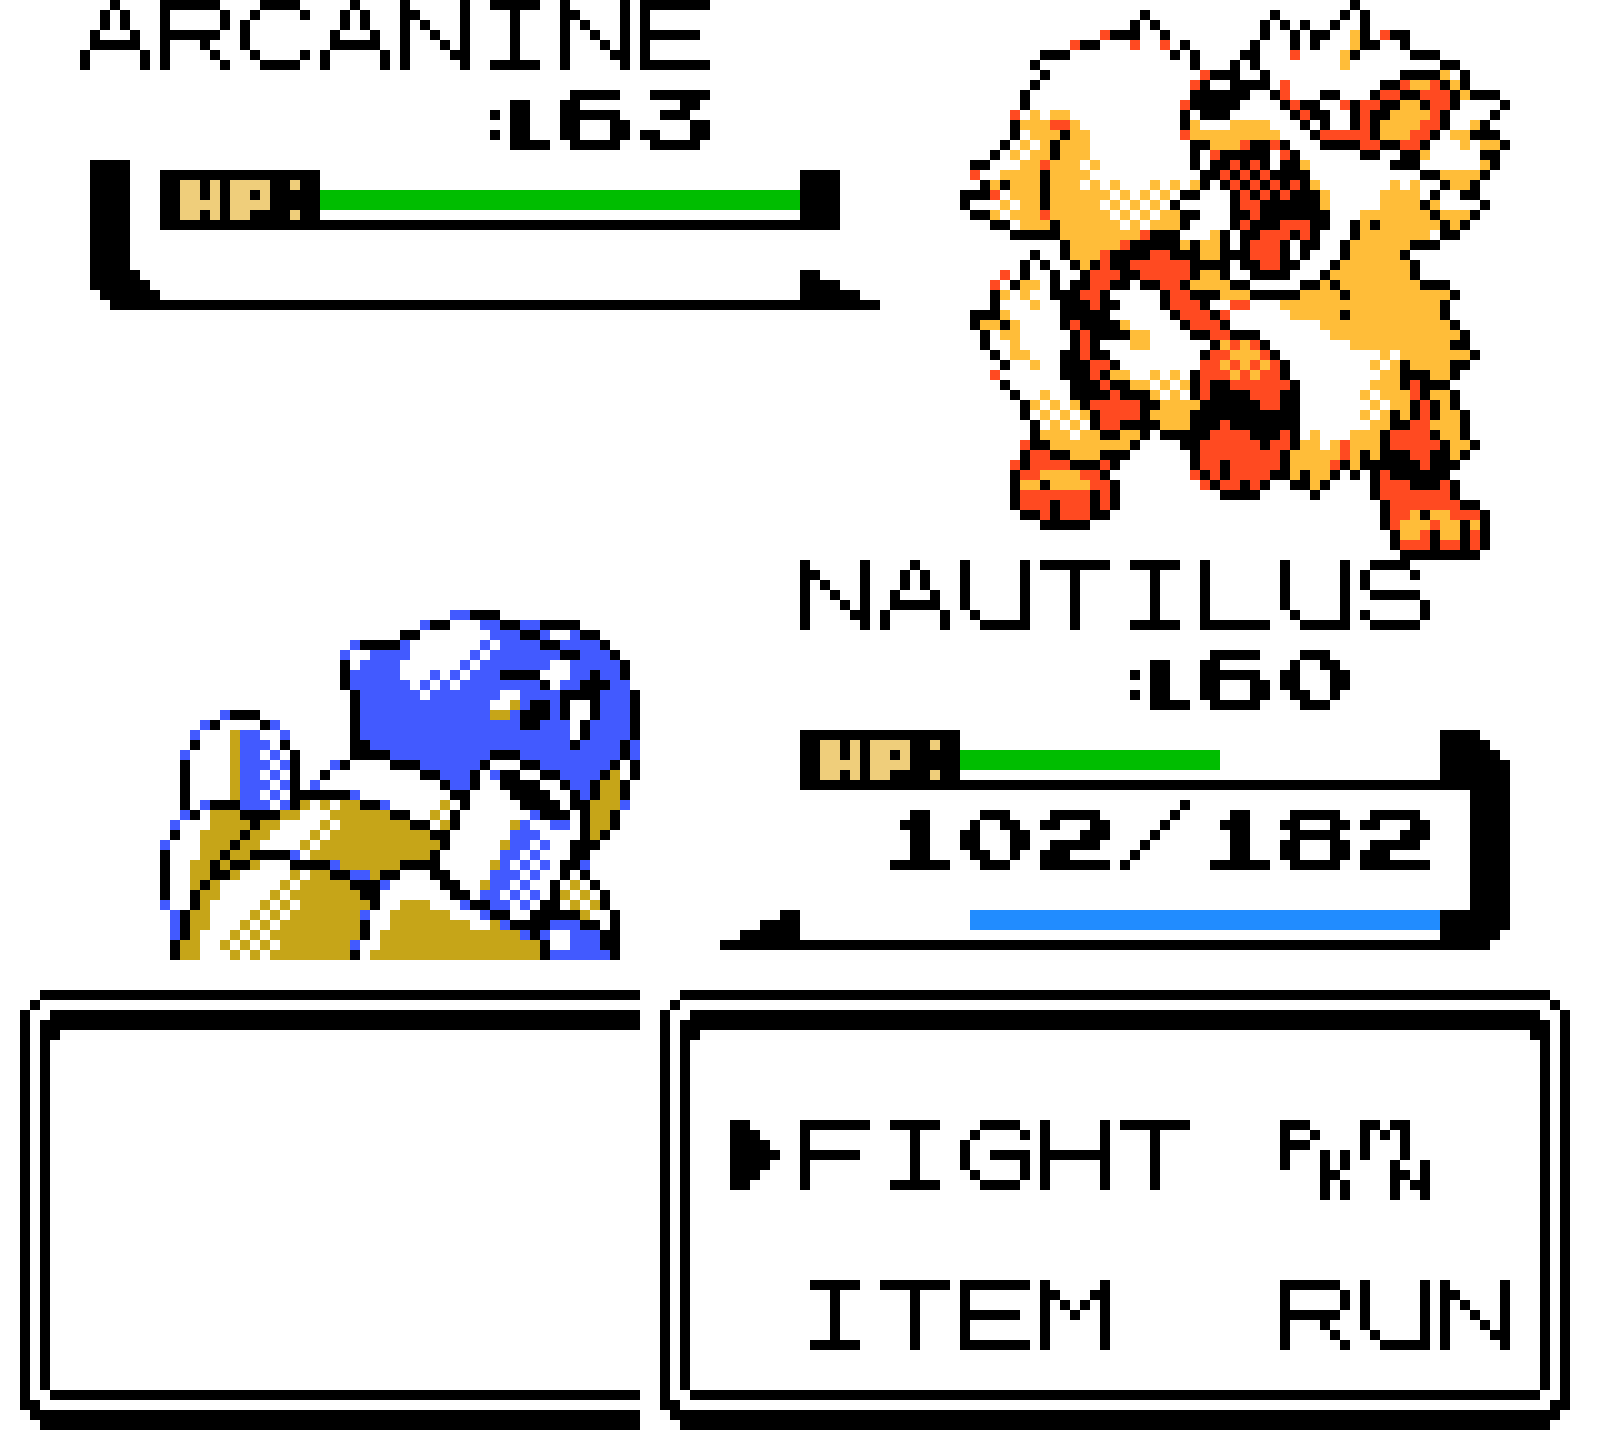 ARCANINE
:L63
HP:
NAUTILUS
:L60
HP:
102/182
▶FIGHT PKMN
ITEM RUN